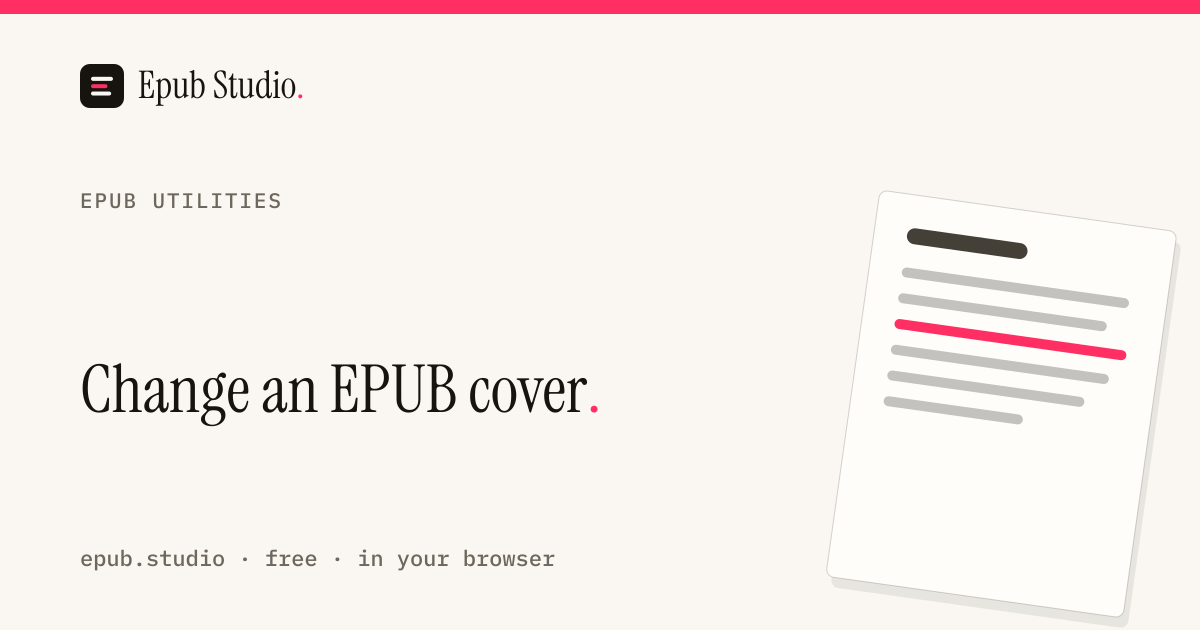 Epub Studio.
EPUB UTILITIES
Change an EPUB cover.
epub.studio · free · in your browser